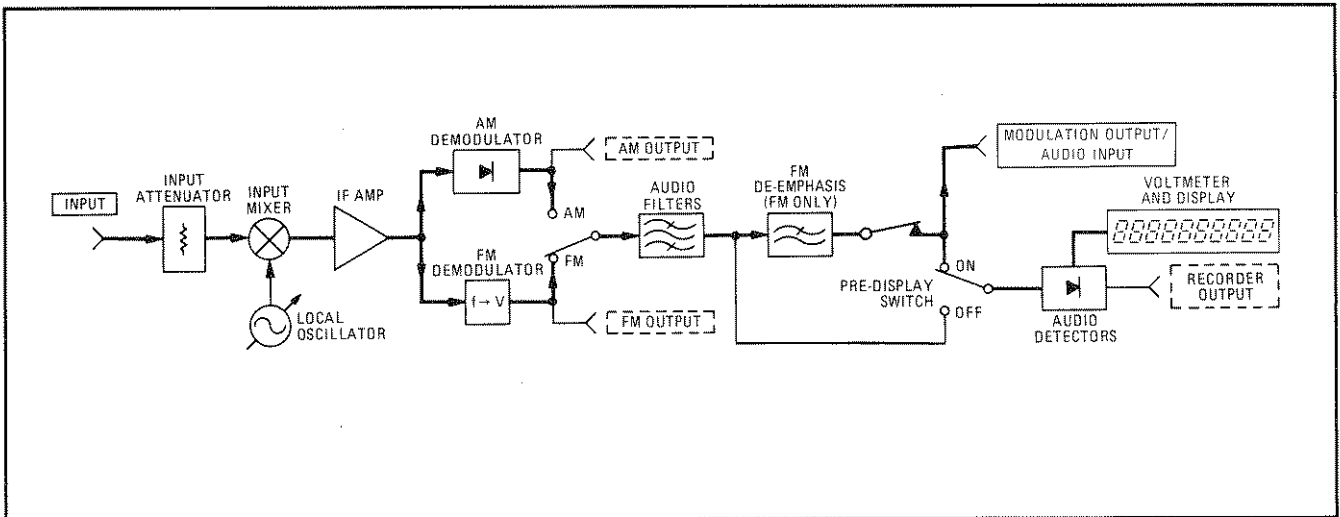 INPUT
INPUT
ATTENUATOR
INPUT
MIXER
LOCAL
OSCILLATOR
IF AMP
AM
DEMODULATOR
AM OUTPUT
AM
FM
DEMODULATOR
f → V
FM
FM OUTPUT
AUDIO
FILTERS
FM
DE-EMPHASIS
(FM ONLY)
MODULATION OUTPUT/
AUDIO INPUT
PRE-DISPLAY
SWITCH
ON
OFF
VOLTMETER
AND DISPLAY
AUDIO
DETECTORS
RECORDER
OUTPUT